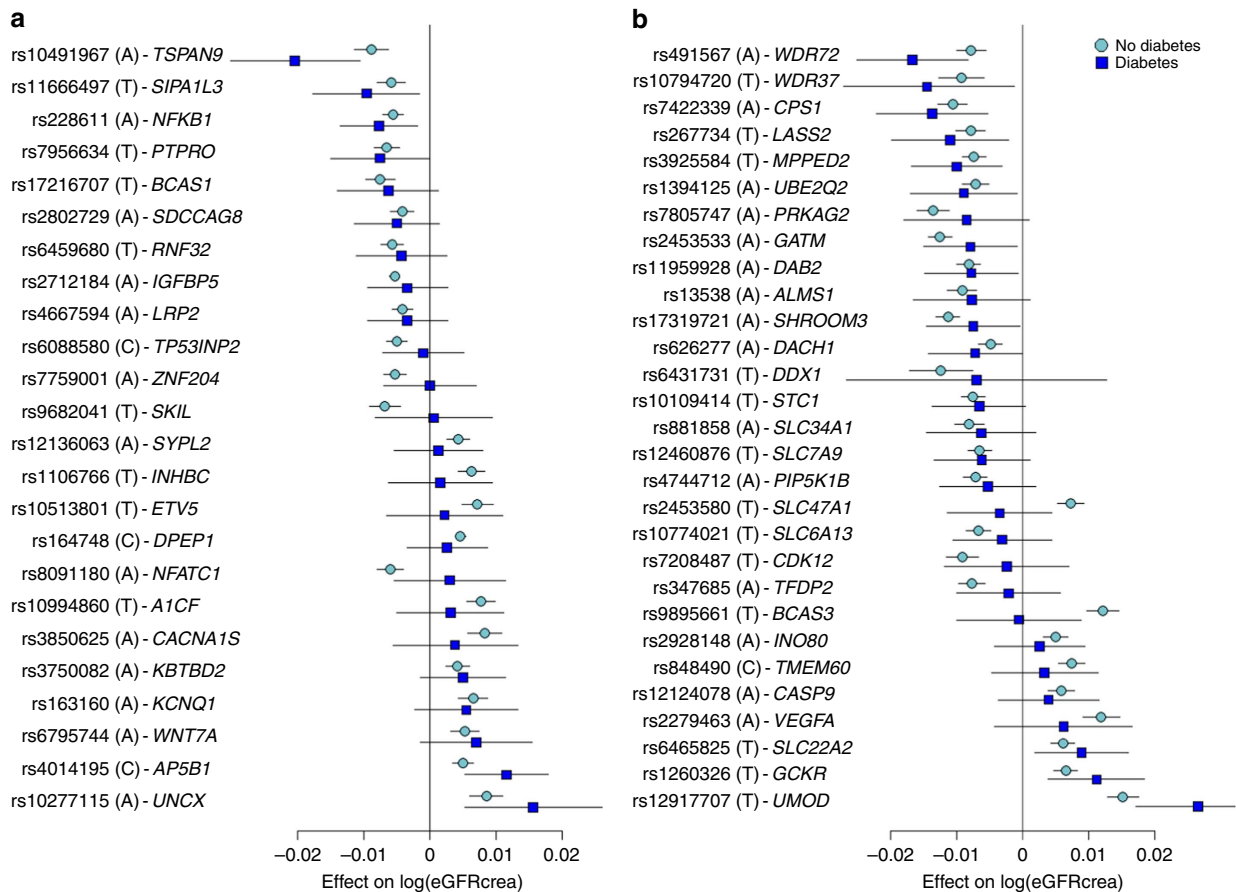 a
rs10491967 (A) - TSPAN9
rs11666497 (T) - SIPA1L3
rs228611 (A) - NFKB1
rs7956634 (T) - PTPRO
rs17216707 (T) - BCAS1
rs2802729 (A) - SDCCAG8
rs6459680 (T) - RNF32
rs2712184 (A) - IGFBP5
rs4667594 (A) - LRP2
rs6088580 (C) - TP53INP2
rs7759001 (A) - ZNF204
rs9682041 (T) - SKIL
rs12136063 (A) - SYPL2
rs1106766 (T) - INHBC
rs10513801 (T) - ETV5
rs164748 (C) - DPEP1
rs8091180 (A) - NFATC1
rs10994860 (T) - A1CF
rs3850625 (A) - CACNA1S
rs3750082 (A) - KBTBD2
rs163160 (A) - KCNQ1
rs6795744 (A) - WNT7A
rs4014195 (C) - AP5B1
rs10277115 (A) - UNCX
−0.02 −0.01 0 0.01 0.02
Effect on log(eGFRcrea)
b
No diabetes
Diabetes
rs491567 (A) - WDR72
rs10794720 (T) - WDR37
rs7422339 (A) - CPS1
rs267734 (T) - LASS2
rs3925584 (T) - MPPED2
rs1394125 (A) - UBE2Q2
rs7805747 (A) - PRKAG2
rs2453533 (A) - GATM
rs11959928 (A) - DAB2
rs13538 (A) - ALMS1
rs17319721 (A) - SHROOM3
rs626277 (A) - DACH1
rs6431731 (T) - DDX1
rs10109414 (T) - STC1
rs881858 (A) - SLC34A1
rs12460876 (T) - SLC7A9
rs4744712 (A) - PIP5K1B
rs2453580 (T) - SLC47A1
rs10774021 (T) - SLC6A13
rs7208487 (T) - CDK12
rs347685 (A) - TFDP2
rs9895661 (T) - BCAS3
rs2928148 (A) - INO80
rs848490 (C) - TMEM60
rs12124078 (A) - CASP9
rs2279463 (A) - VEGFA
rs6465825 (T) - SLC22A2
rs1260326 (T) - GCKR
rs12917707 (T) - UMOD
−0.02 −0.01 0 0.01 0.02
Effect on log(eGFRcrea)